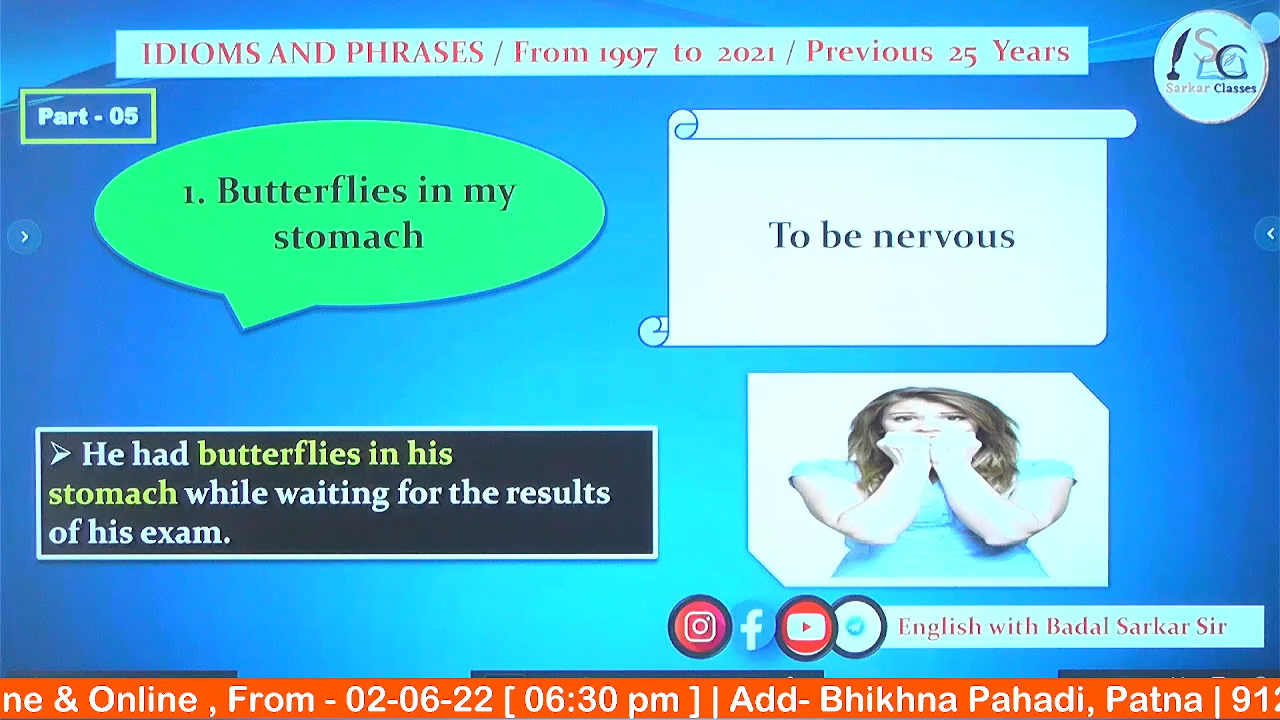 IDIOMS AND PHRASES / From 1997 to 2021 / Previous 25 Years
SC
Sarkar Classes
Part - 05
1. Butterflies in my
stomach
To be nervous
He had butterflies in his
stomach while waiting for the results
of his exam.
English with Badal Sarkar Sir
ne & Online , From - 02-06-22 [ 06:30 pm ] | Add- Bhikhna Pahadi, Patna | 912